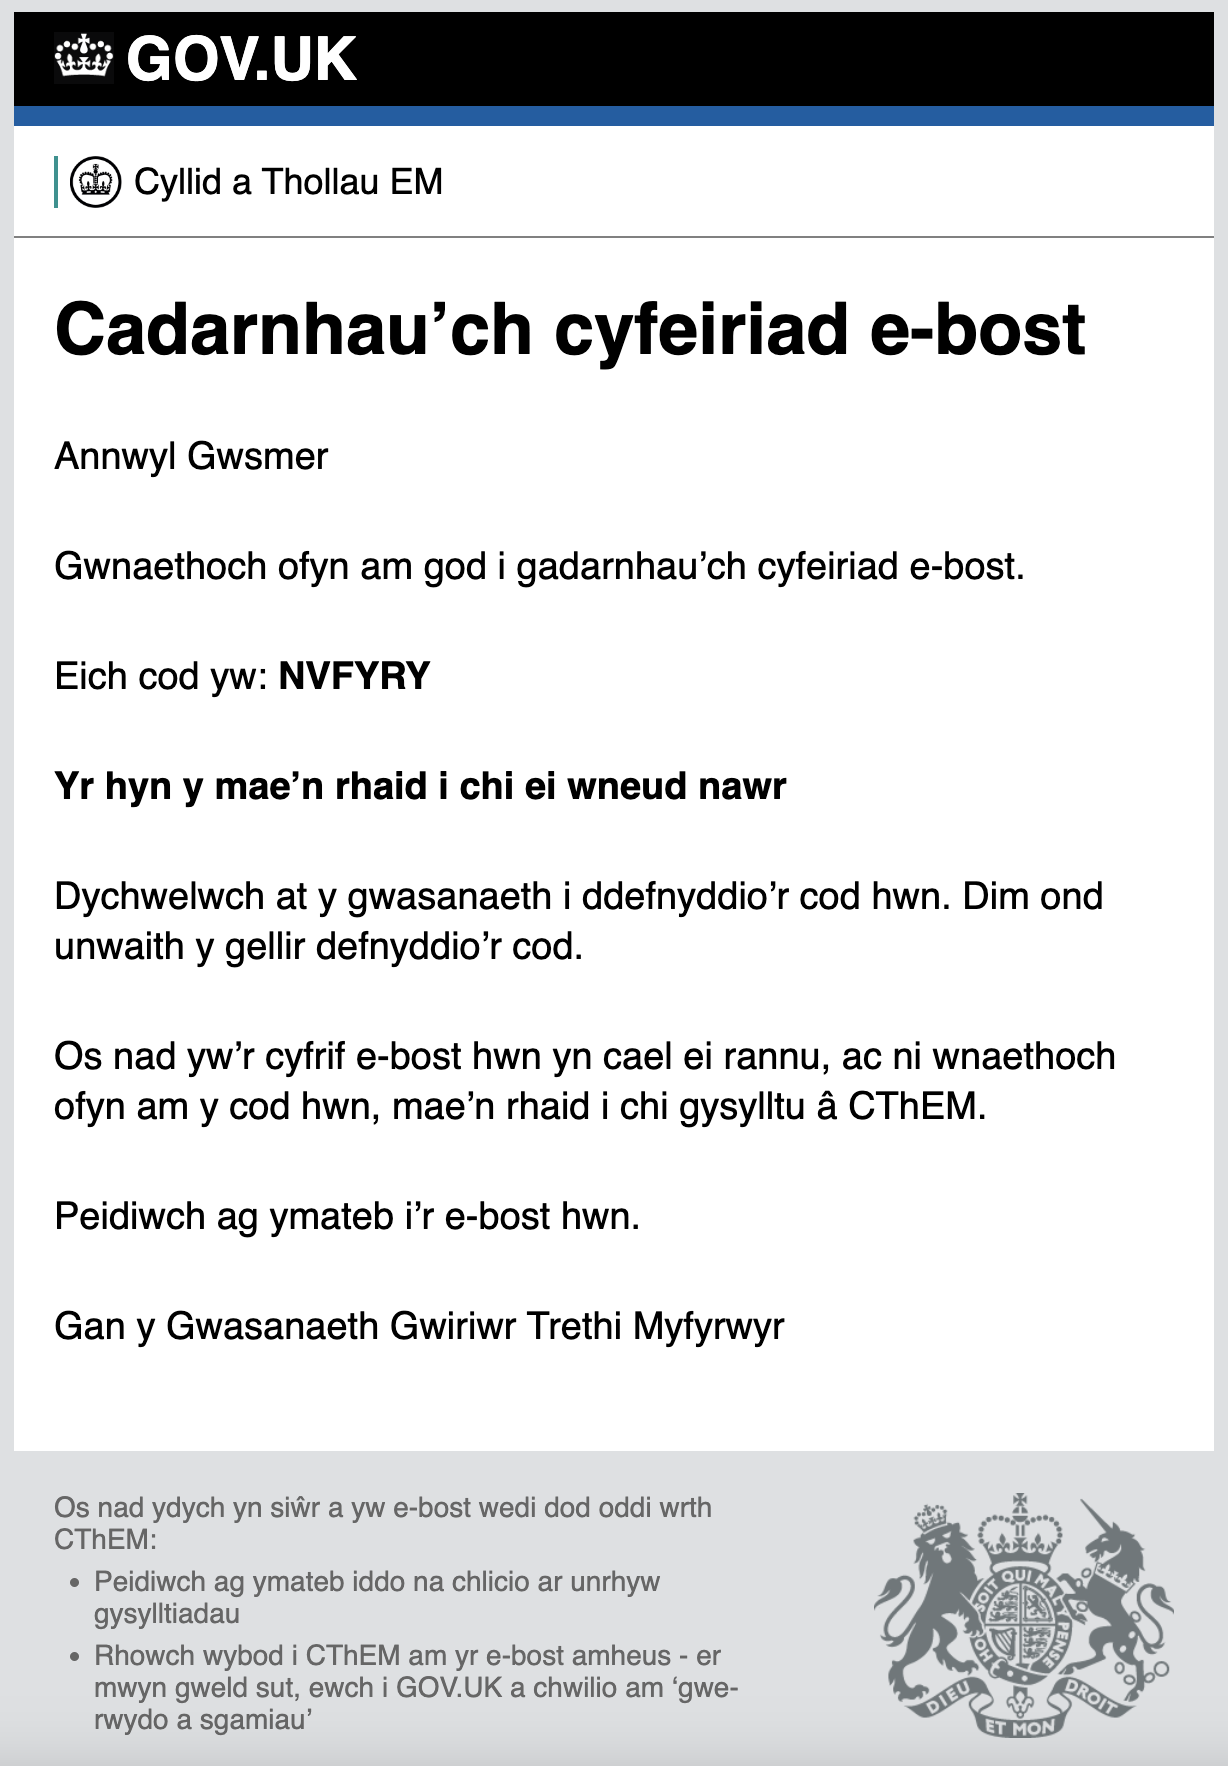 GOV.UK
Cyllid a Thollau EM
Cadarnhau’ch cyfeiriad e-bost
Annwyl Gwsmer
Gwnaethoch ofyn am god i gadarnhau’ch cyfeiriad e-bost.
Eich cod yw: NVFYRY
Yr hyn y mae’n rhaid i chi ei wneud nawr
Dychwelwch at y gwasanaeth i ddefnyddio’r cod hwn. Dim ond
unwaith y gellir defnyddio’r cod.
Os nad yw’r cyfrif e-bost hwn yn cael ei rannu, ac ni wnaethoch
ofyn am y cod hwn, mae’n rhaid i chi gysylltu â CThEM.
Peidiwch ag ymateb i’r e-bost hwn.
Gan y Gwasanaeth Gwiriwr Trethi Myfyrwyr
Os nad ydych yn siŵr a yw e-bost wedi dod oddi wrth
CThEM:
• Peidiwch ag ymateb iddo na chlicio ar unrhyw
gysylltiadau
• Rhowch wybod i CThEM am yr e-bost amheus - er
mwyn gweld sut, ewch i GOV.UK a chwilio am ‘gwe-
rwydo a sgamiau’
HONI SOIT QUI MAL Y PENSE
DIEU ET MON DROIT